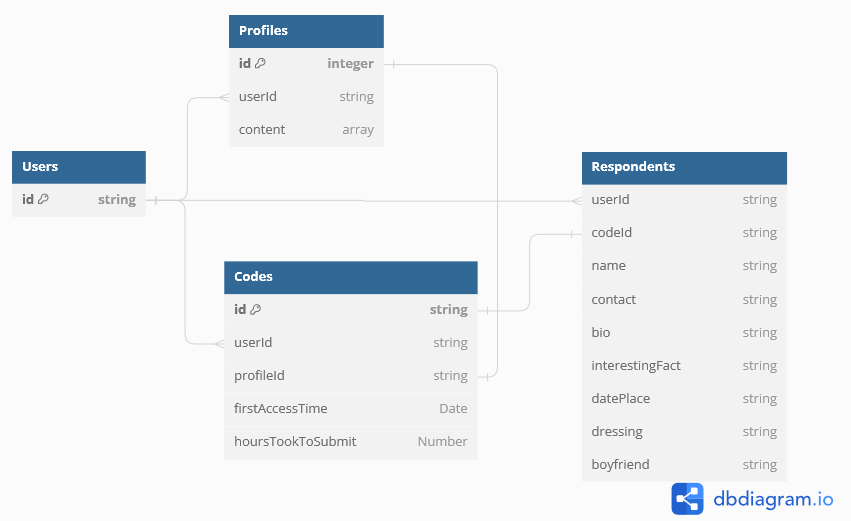 Profiles
id integer
userId string
content array
Users
id string
Respondents
userId string
codeId string
name string
contact string
bio string
interestingFact string
datePlace string
dressing string
boyfriend string
Codes
id string
userId string
profileId string
firstAccessTime Date
hoursTookToSubmit Number
dbdiagram.io